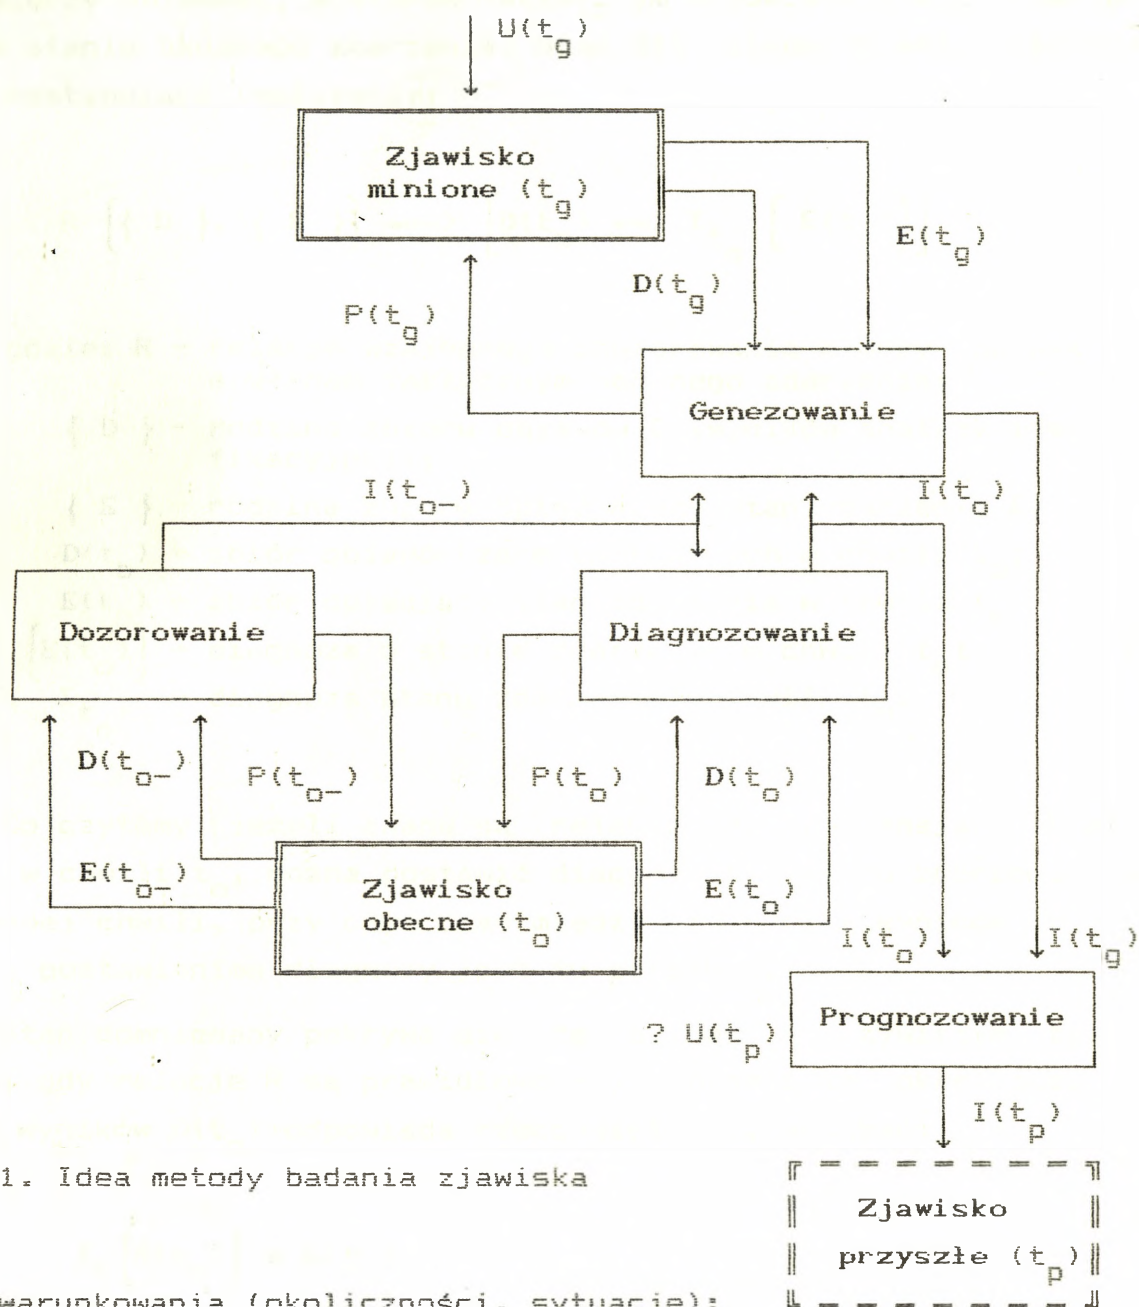 U(t_g)
Zjawisko
minione (t_g)
E(t_g)
D(t_g)
P(t_g)
Genezowanie
I(t_o-)
I(t_o)
Dozorowanie
Diagnozowanie
D(t_o-)
P(t_o-)
P(t_o)
D(t_o)
E(t_o-)
Zjawisko
obecne (t_o)
E(t_o)
I(t_o)
I(t_g)
Prognozowanie
? U(t_p)
I(t_p)
1. Idea metody badania zjawiska
Zjawisko
przyszłe (t_p)
warunkowania (okoliczności, sytuacje):